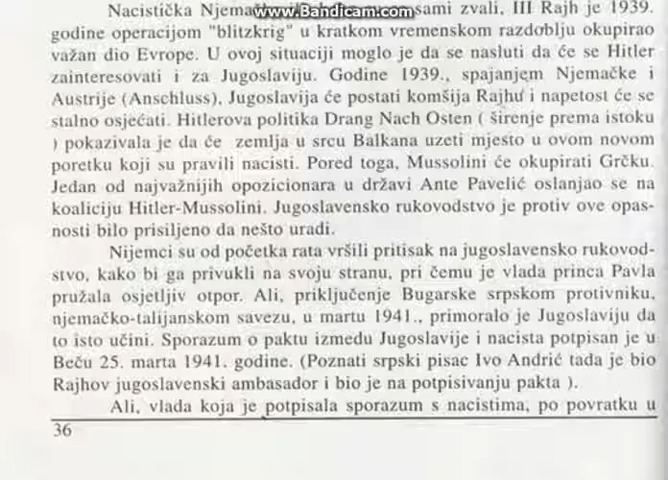 Nacistička Njema www.Bandicam.com sami zvali, III Rajh je 1939.
godine operacijom "blitzkrig" u kratkom vremenskom razdoblju okupirao
važan dio Evrope. U ovoj situaciji moglo je da se nasluti da će se Hitler
zainteresovati i za Jugoslaviju. Godine 1939., spajanjem Njemačke i
Austrije (Anschluss), Jugoslavija će postati komšija Rajhu i napetost će se
stalno osjećati. Hitlerova politika Drang Nach Osten ( širenje prema istoku
) pokazivala je da će zemlja u srcu Balkana uzeti mjesto u ovom novom
poretku koji su pravili nacisti. Pored toga, Mussolini će okupirati Grčku.
Jedan od najvažnijih opozicionara u državi Ante Pavelić oslanjao se na
koaliciju Hitler-Mussolini. Jugoslavensko rukovodstvo je protiv ove opas-
nosti bilo prisiljeno da nešto uradi.
Nijemci su od početka rata vršili pritisak na jugoslavensko rukovod-
stvo, kako bi ga privukli na svoju stranu, pri čemu je vlada princa Pavla
pružala osjetljiv otpor. Ali, priključenje Bugarske srpskom protivniku,
njemačko-talijanskom savezu, u martu 1941., primoralo je Jugoslaviju da
to isto učini. Sporazum o paktu izmedu Jugoslavije i nacista potpisan je u
Beču 25. marta 1941. godine. (Poznati srpski pisac Ivo Andrić tada je bio
Rajhov jugoslavenski ambasador i bio je na potpisivanju pakta ).
Ali, vlada koja je potpisala sporazum s nacistima, po povratku u
36